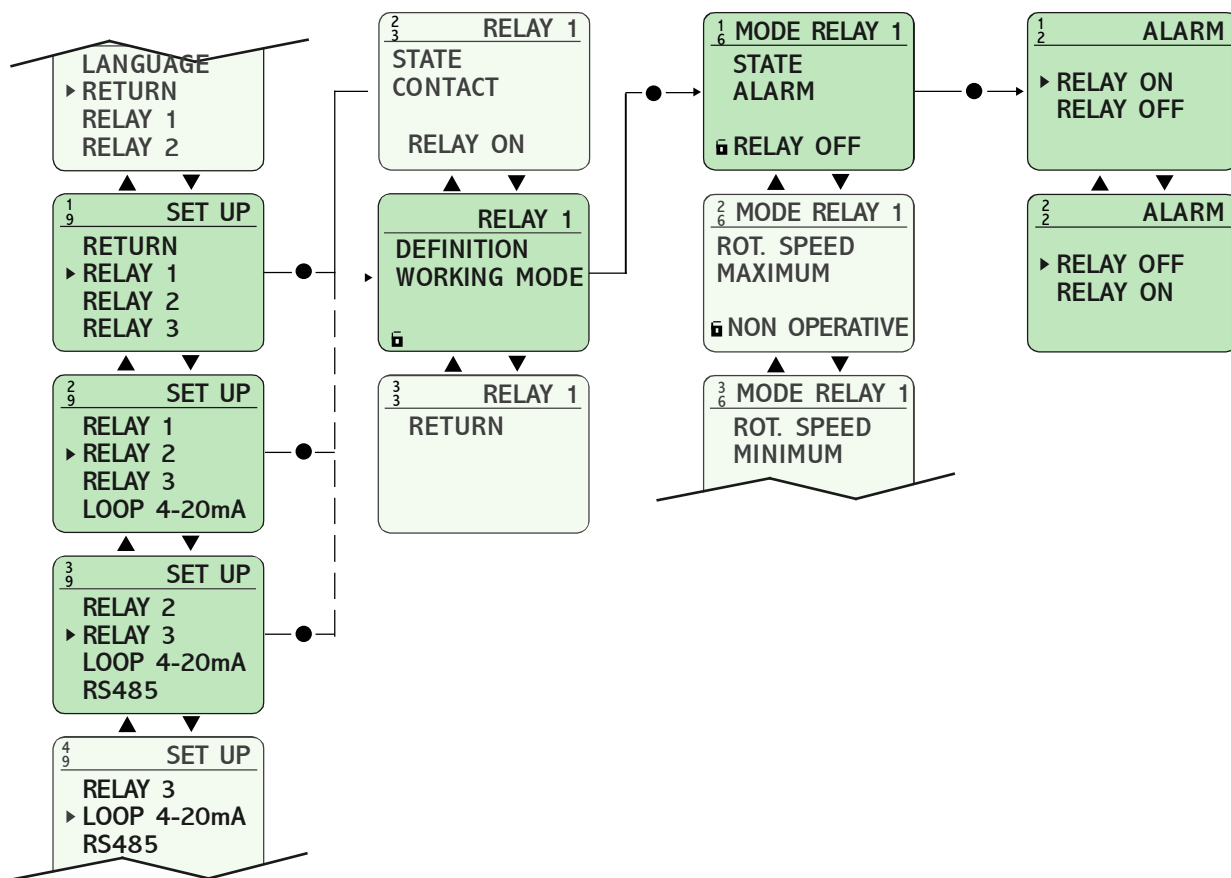 LANGUAGE
RETURN
RELAY 1
RELAY 2
1
9 SET UP
RETURN
RELAY 1
RELAY 2
RELAY 3
2
9 SET UP
RELAY 1
RELAY 2
RELAY 3
LOOP 4-20mA
3
9 SET UP
RELAY 2
RELAY 3
LOOP 4-20mA
RS485
4
9 SET UP
RELAY 3
LOOP 4-20mA
RS485
2
3 RELAY 1
STATE
CONTACT
RELAY ON
RELAY 1
DEFINITION
WORKING MODE
3
3 RELAY 1
RETURN
1
6 MODE RELAY 1
STATE
ALARM
RELAY OFF
2
6 MODE RELAY 1
ROT. SPEED
MAXIMUM
NON OPERATIVE
3
6 MODE RELAY 1
ROT. SPEED
MINIMUM
1
2 ALARM
RELAY ON
RELAY OFF
2
2 ALARM
RELAY OFF
RELAY ON